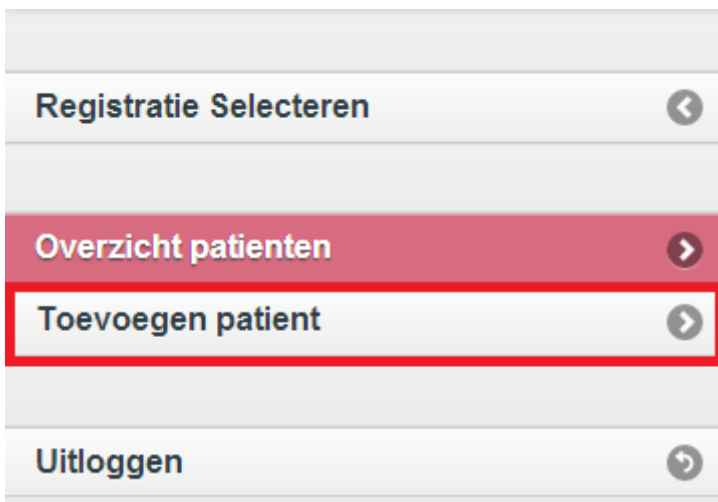 Registratie Selecteren
Overzicht patienten
Toevoegen patient
Uitloggen